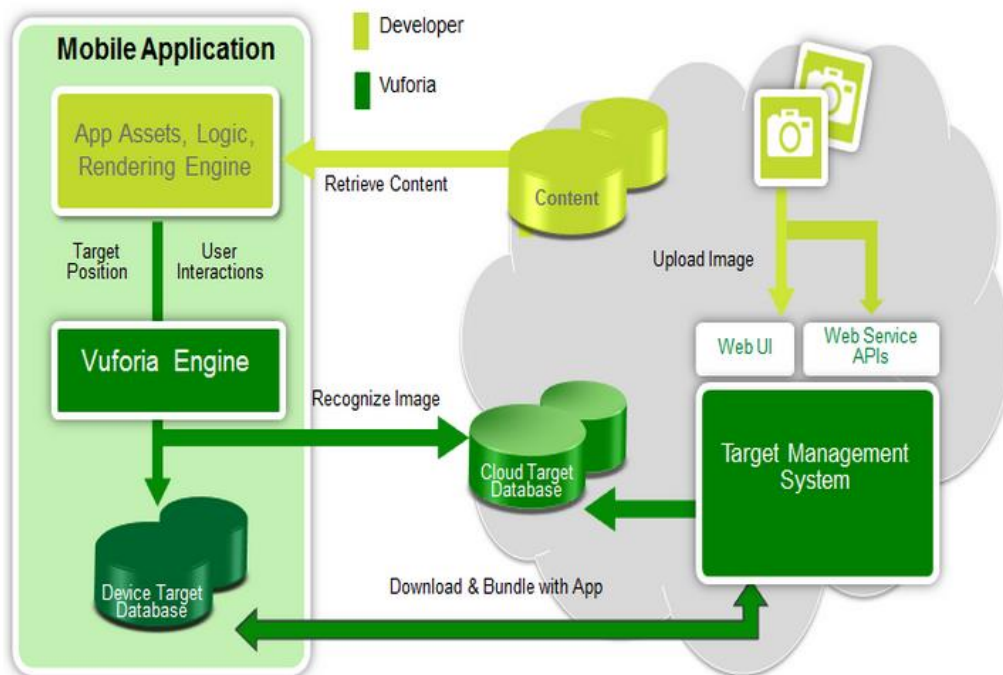 Mobile Application
Developer
Vuforia
App Assets, Logic,
Rendering Engine
Retrieve Content
Content
Upload Image
Target
Position
User
Interactions
Web UI
Web Service
APIs
Vuforia Engine
Recognize Image
Cloud Target
Database
Target Management
System
Device Target
Database
Download & Bundle with App